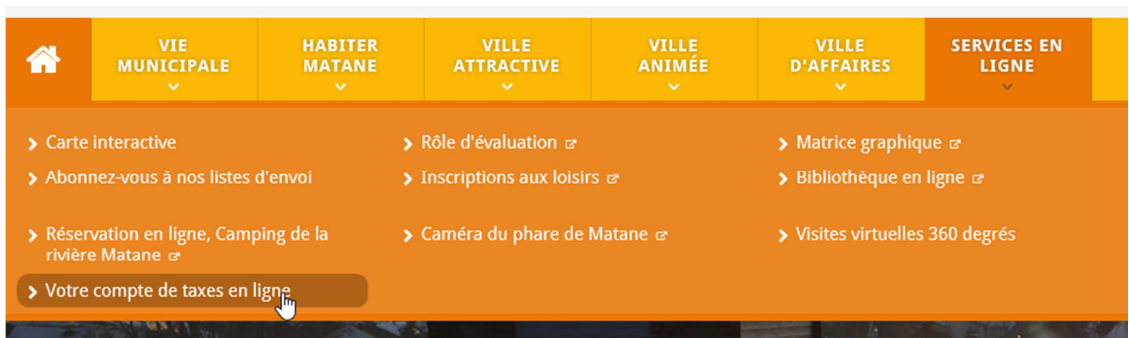 VIE
MUNICIPALE
HABITER
MATANE
VILLE
ATTRACTIVE
VILLE
ANIMÉE
VILLE
D'AFFAIRES
SERVICES EN
LIGNE
Carte interactive
Rôle d'évaluation
Matrice graphique
Abonnez-vous à nos listes d'envoi
Inscriptions aux loisirs
Bibliothèque en ligne
Réservation en ligne, Camping de la
rivière Matane
Caméra du phare de Matane
Visites virtuelles 360 degrés
Votre compte de taxes en ligne